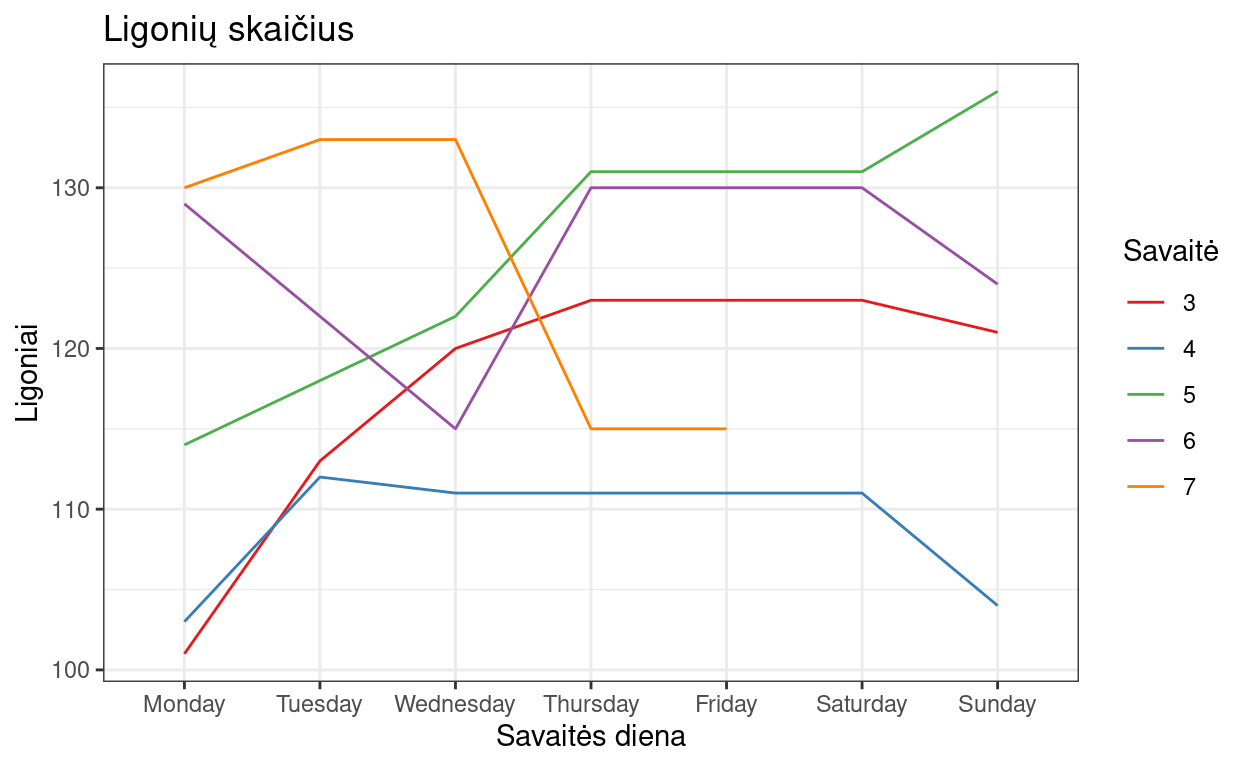 Ligonių skaičius
Ligoniai
130
120
110
100
Monday Tuesday Wednesday Thursday Friday Saturday Sunday
Savaitės diena
Savaitė
3
4
5
6
7